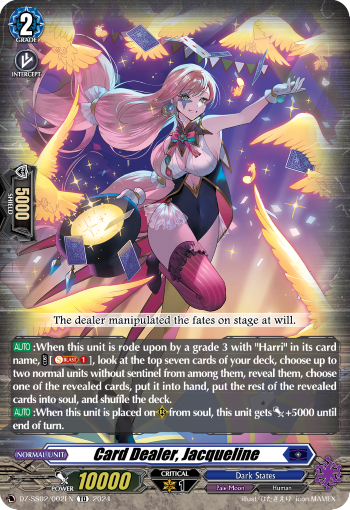 2
GRADE
INTERCEPT
5000
SHIELD
The dealer manipulated the fates on stage at will.
AUTO:When this unit is rode upon by a grade 3 with "Harri" in its card
name, [BLAST 1], look at the top seven cards of your deck, choose up to
two normal units without sentinel from among them, reveal them, choose
one of the revealed cards, put it into hand, put the rest of the revealed
cards into soul, and shuffle the deck.
AUTO:When this unit is placed on from soul, this unit gets +5000 until
end of turn.
NORMAL UNIT Card Dealer, Jacqueline
POWER 10000 CRITICAL 1 Dark States
Pale Moon Human
DZ-SS02/002EN TD 2024